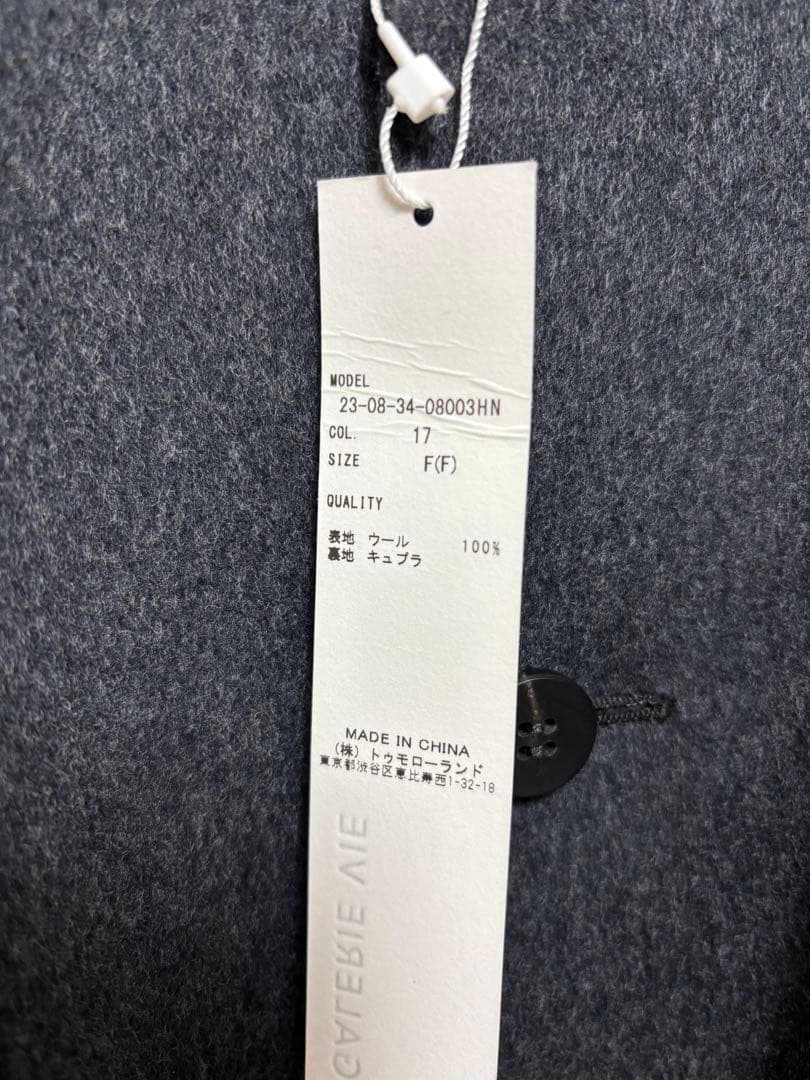 MODEL
23-08-34-08003HN
COL. 17
SIZE F(F)
QUALITY
表地 ウール 100%
裏地 キュプラ
MADE IN CHINA
(株) トゥモローランド
東京都渋谷区恵比寿西1-32-18
GALERIE VIE